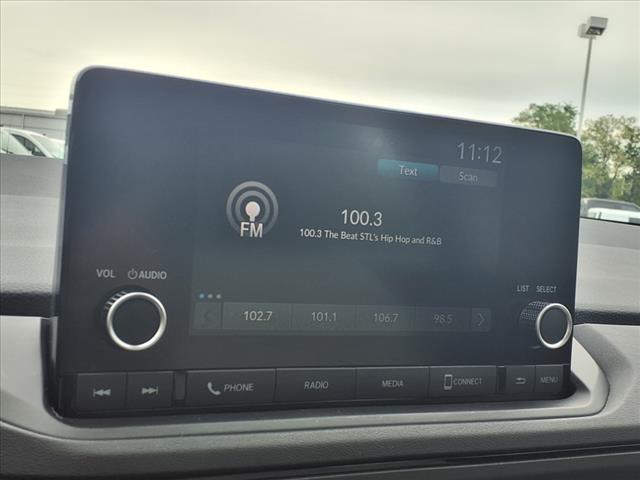 11:12
Text Scan
FM
100.3
100.3 The Beat STL's Hip Hop and R&B
VOL AUDIO
LIST SELECT
102.7 101.1 106.7 98.5
PHONE RADIO MEDIA CONNECT MENU